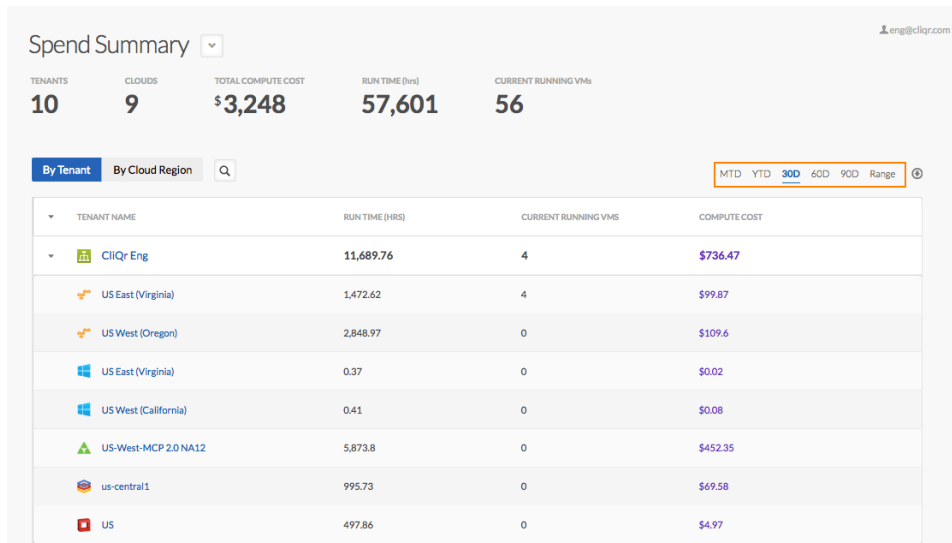 eng@cliqr.com
Spend Summary
TENANTS CLOUDS TOTAL COMPUTE COST RUN TIME (hrs) CURRENT RUNNING VMs
10 9 $3,248 57,601 56
By Tenant By Cloud Region MTD YTD 30D 60D 90D Range
TENANT NAME RUN TIME (HRS) CURRENT RUNNING VMS COMPUTE COST
CliQr Eng 11,689.76 4 $736.47
US East (Virginia) 1,472.62 4 $99.87
US West (Oregon) 2,848.97 0 $109.6
US East (Virginia) 0.37 0 $0.02
US West (California) 0.41 0 $0.08
US-West-MCP 2.0 NA12 5,873.8 0 $452.35
us-central1 995.73 0 $69.58
US 497.86 0 $4.97